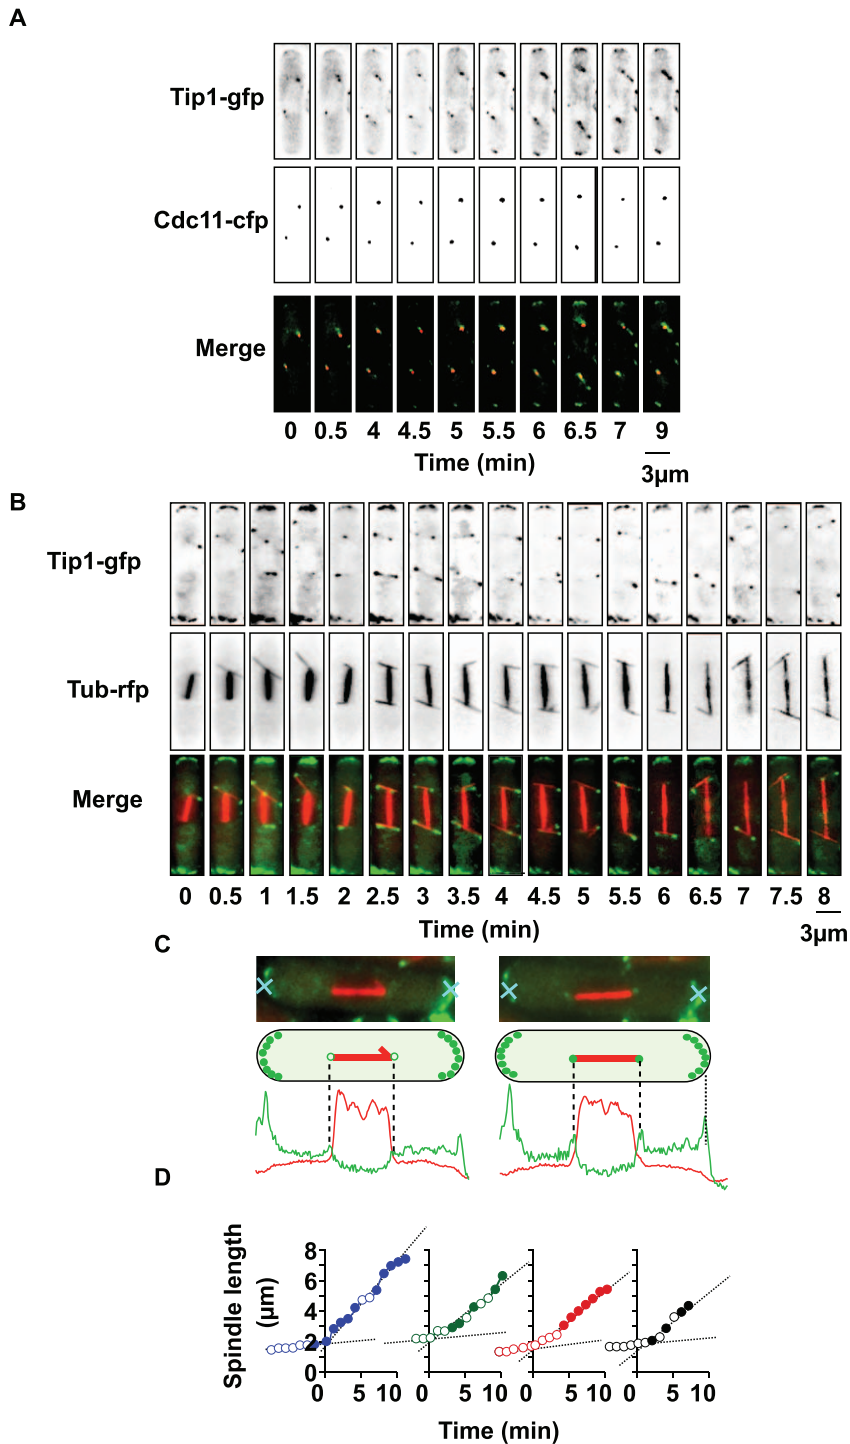 A
Tip1-gfp
Cdc11-cfp
Merge
0 0.5 4 4.5 5 5.5 6 6.5 7 9
Time (min)
3µm
B
Tip1-gfp
Tub-rfp
Merge
0 0.5 1 1.5 2 2.5 3 3.5 4 4.5 5 5.5 6 6.5 7 7.5 8
Time (min)
3µm
C
D
Spindle length
(µm)
8
6
4
2
0
0 5 10 0 5 10 0 5 10 0 5 10
Time (min)